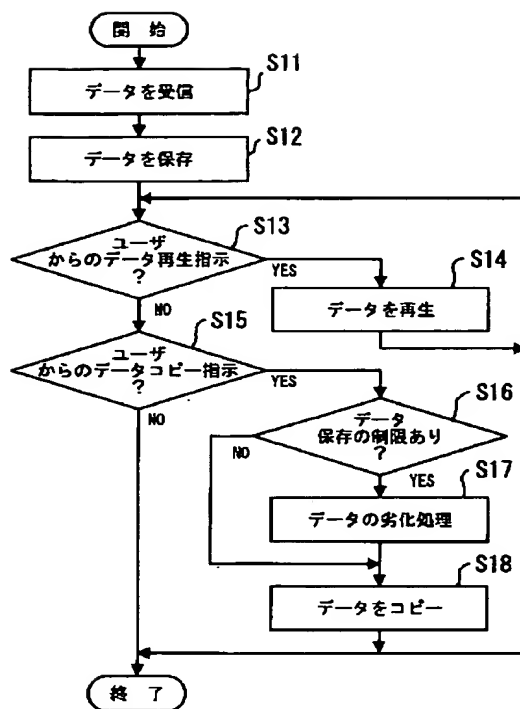 開 始
S11
データを受信
S12
データを保存
S13
ユーザ
からのデータ再生指示
?
YES
NO
S14
データを再生
S15
ユーザ
からのデータコピー指示
?
YES
NO
S16
データ
保存の制限あり
?
NO
YES
S17
データの劣化処理
S18
データをコピー
終 了